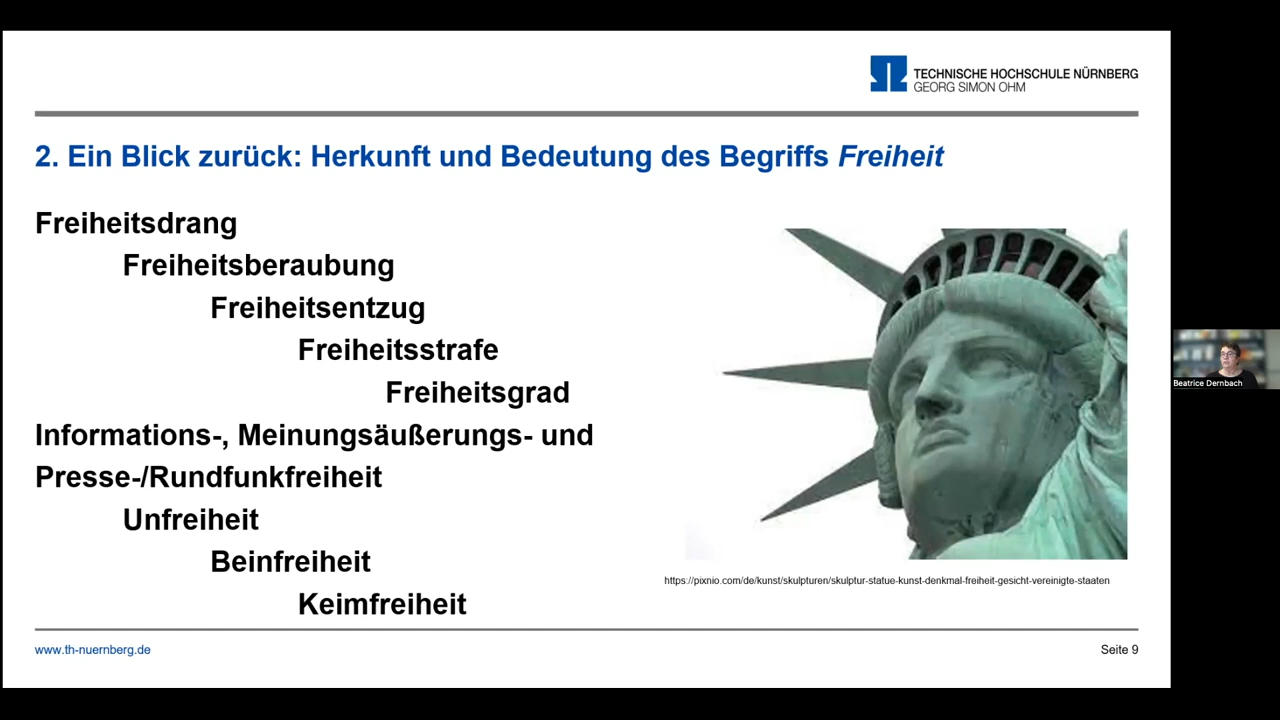 TECHNISCHE HOCHSCHULE NÜRNBERG
GEORG SIMON OHM
2. Ein Blick zurück: Herkunft und Bedeutung des Begriffs Freiheit
Freiheitsdrang
Freiheitsberaubung
Freiheitsentzug
Freiheitsstrafe
Freiheitsgrad
Informations-, Meinungsäußerungs- und
Presse-/Rundfunkfreiheit
Unfreiheit
Beinfreiheit
Keimfreiheit
https://pixnio.com/de/kunst/skulpturen/skulptur-statue-kunst-denkmal-freiheit-gesicht-vereinigte-staaten
www.th-nuernberg.de
Seite 9
Beatrice Dernbach